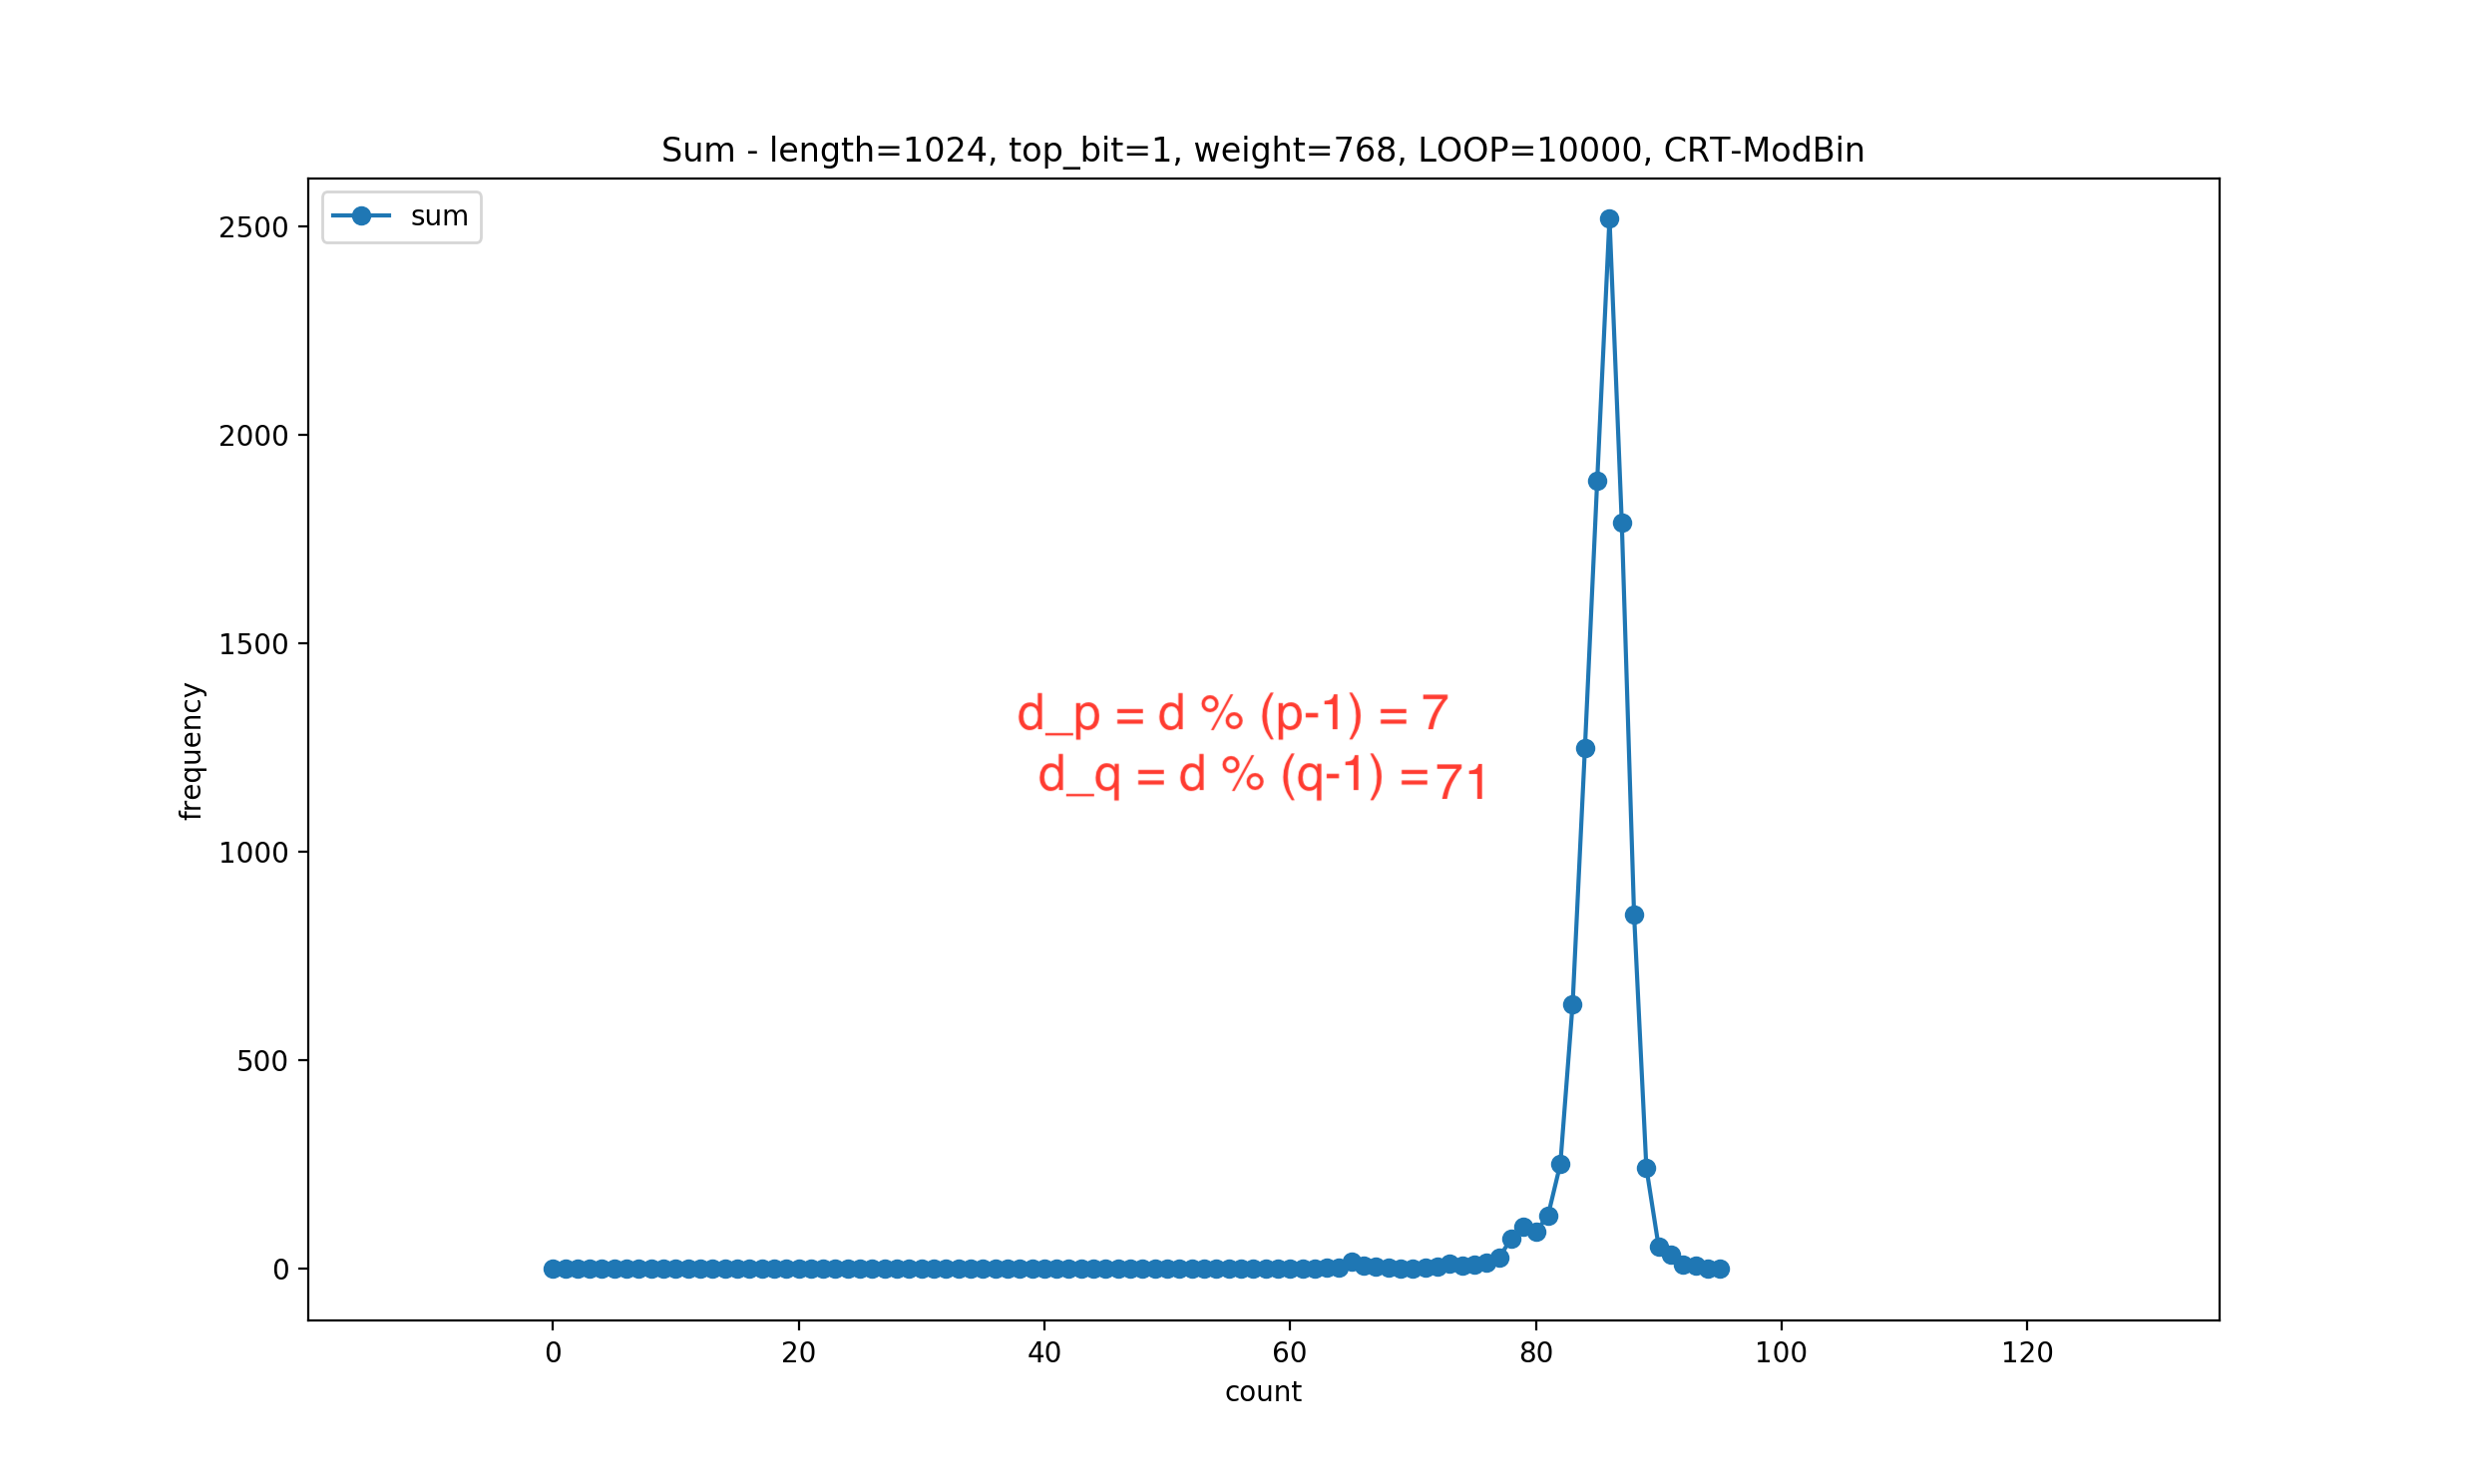 Sum - length=1024, top_bit=1, weight=768, LOOP=10000, CRT-ModBin
sum
2500
2000
1500
1000
500
0
frequency
d_p = d % (p-1) = 7
d_q = d % (q-1) =71
0 20 40 60 80 100 120
count